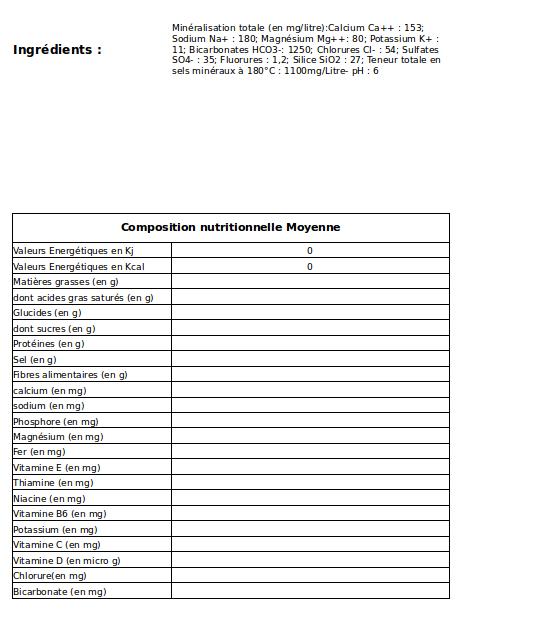 Minéralisation totale (en mg/litre):Calcium Ca++ : 153;
Sodium Na+ : 180; Magnésium Mg++: 80; Potassium K+ :
Ingrédients :
11; Bicarbonates HCO3-: 1250; Chlorures Cl- : 54; Sulfates
SO4- : 35; Fluorures : 1,2; Silice SiO2 : 27; Teneur totale en
sels minéraux à 180°C : 1100mg/Litre- pH : 6
Composition nutritionnelle Moyenne
Valeurs Energétiques en Kj 0
Valeurs Energétiques en Kcal 0
Matières grasses (en g)
dont acides gras saturés (en g)
Glucides (en g)
dont sucres (en g)
Protéines (en g)
Sel (en g)
Fibres alimentaires (en g)
calcium (en mg)
sodium (en mg)
Phosphore (en mg)
Magnésium (en mg)
Fer (en mg)
Vitamine E (en mg)
Thiamine (en mg)
Niacine (en mg)
Vitamine B6 (en mg)
Potassium (en mg)
Vitamine C (en mg)
Vitamine D (en micro g)
Chlorure(en mg)
Bicarbonate (en mg)